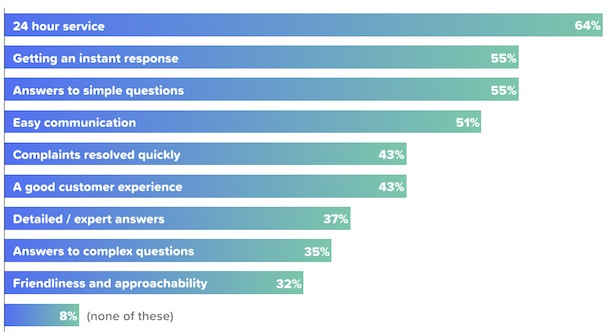 24 hour service 64%
Getting an instant response 55%
Answers to simple questions 55%
Easy communication 51%
Complaints resolved quickly 43%
A good customer experience 43%
Detailed / expert answers 37%
Answers to complex questions 35%
Friendliness and approachability 32%
8% (none of these)